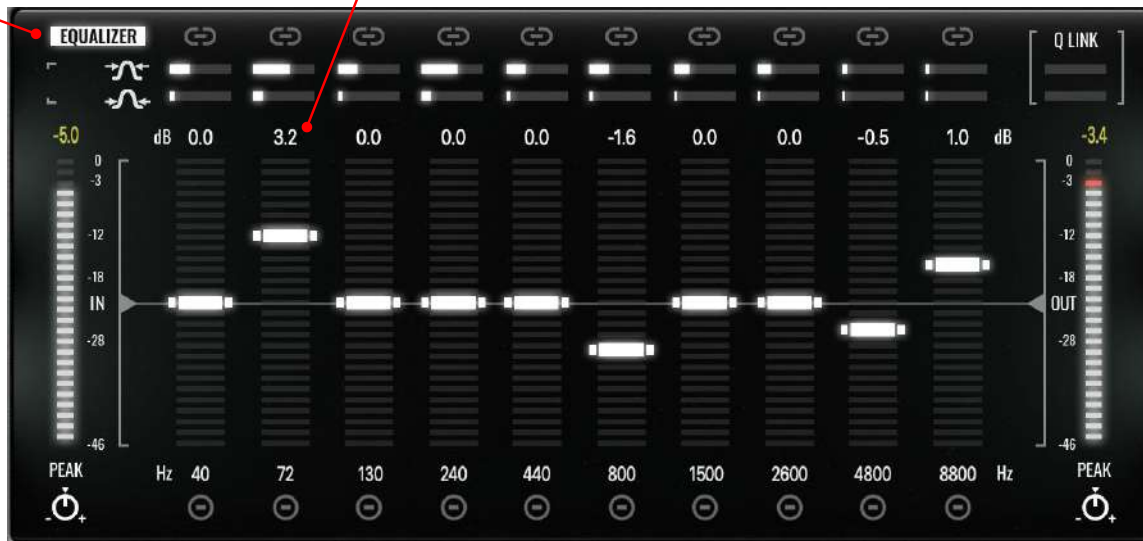 EQUALIZER
Q LINK
-5.0 dB 0.0 3.2 0.0 0.0 0.0 -1.6 0.0 0.0 -0.5 1.0 dB -3.4
0 0
-3 -3
-12 -12
-18 -18
IN OUT
-28 -28
-46 -46
PEAK Hz 40 72 130 240 440 800 1500 2600 4800 8800 Hz PEAK
- + - +